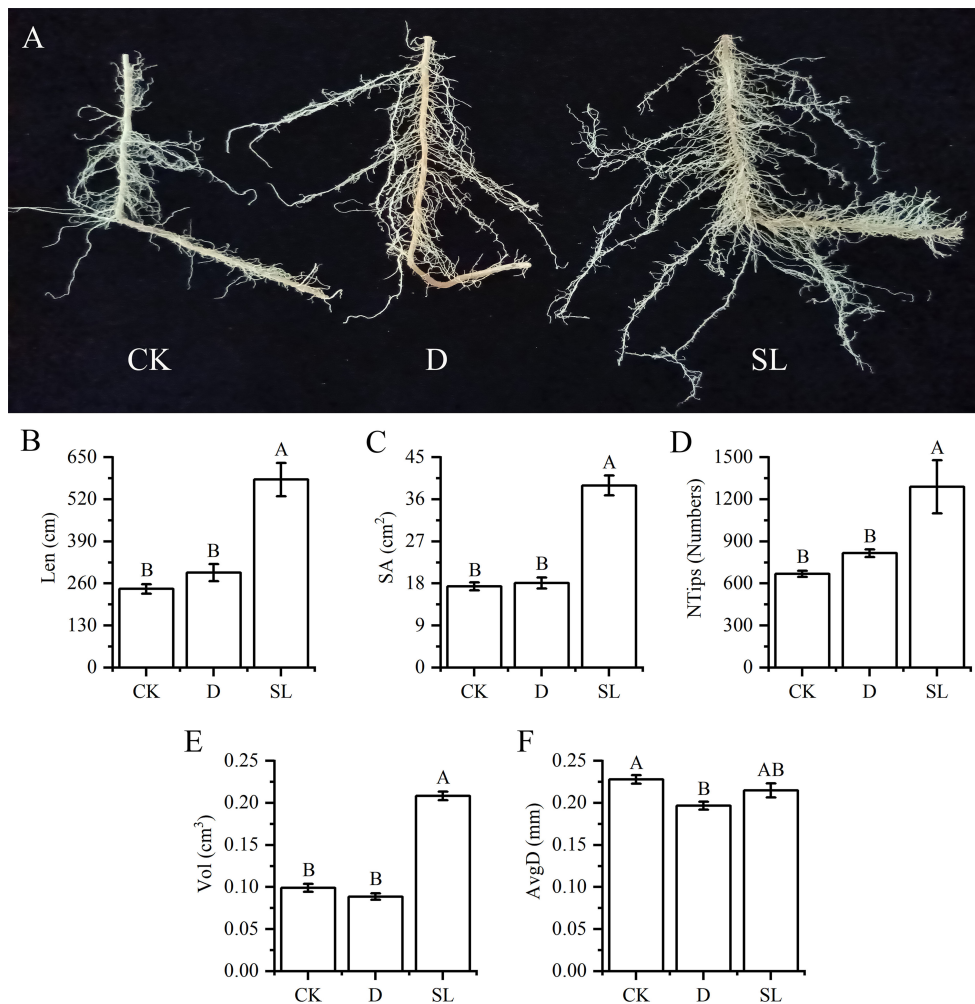 A
CK
D
SL
B
Len (cm)
650
520
390
260
130
0
B
B
A
CK
D
SL
C
SA (cm²)
45
36
27
18
9
0
B
B
A
CK
D
SL
D
NTips (Numbers)
1500
1200
900
600
300
0
B
B
A
CK
D
SL
E
Vol (cm³)
0.25
0.20
0.15
0.10
0.05
0.00
B
B
A
CK
D
SL
F
AvgD (mm)
0.25
0.20
0.15
0.10
0.05
0.00
A
B
AB
CK
D
SL